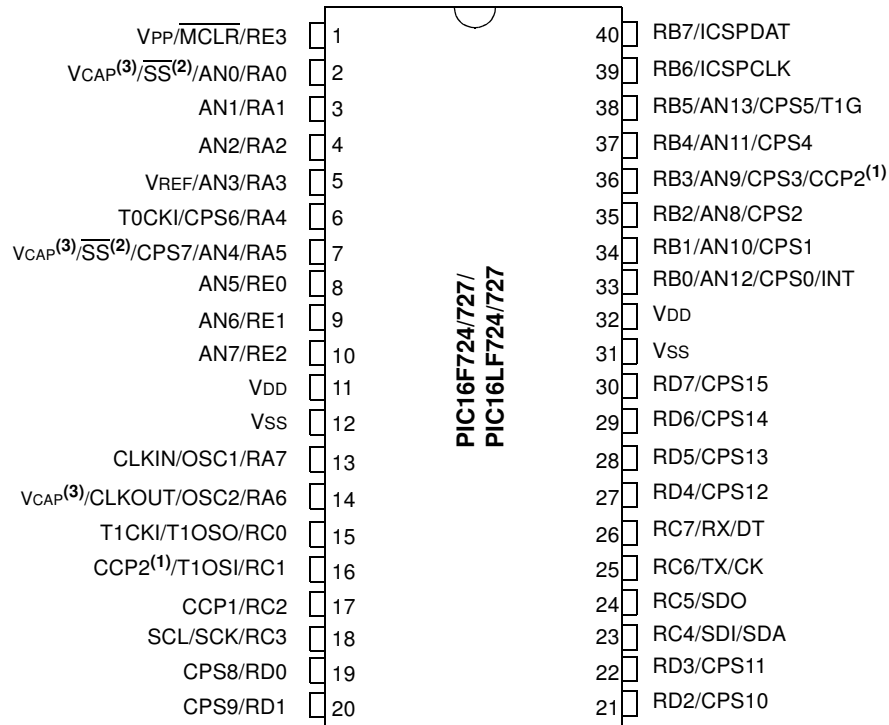 VPP/MCLR/RE3 1
VCAP(3)/SS(2)/AN0/RA0 2
AN1/RA1 3
AN2/RA2 4
VREF/AN3/RA3 5
T0CKI/CPS6/RA4 6
VCAP(3)/SS(2)/CPS7/AN4/RA5 7
AN5/RE0 8
AN6/RE1 9
AN7/RE2 10
VDD 11
VSS 12
CLKIN/OSC1/RA7 13
VCAP(3)/CLKOUT/OSC2/RA6 14
T1CKI/T1OSO/RC0 15
CCP2(1)/T1OSI/RC1 16
CCP1/RC2 17
SCL/SCK/RC3 18
CPS8/RD0 19
CPS9/RD1 20
PIC16F724/727/
PIC16LF724/727
40 RB7/ICSPDAT
39 RB6/ICSPCLK
38 RB5/AN13/CPS5/T1G
37 RB4/AN11/CPS4
36 RB3/AN9/CPS3/CCP2(1)
35 RB2/AN8/CPS2
34 RB1/AN10/CPS1
33 RB0/AN12/CPS0/INT
32 VDD
31 VSS
30 RD7/CPS15
29 RD6/CPS14
28 RD5/CPS13
27 RD4/CPS12
26 RC7/RX/DT
25 RC6/TX/CK
24 RC5/SDO
23 RC4/SDI/SDA
22 RD3/CPS11
21 RD2/CPS10